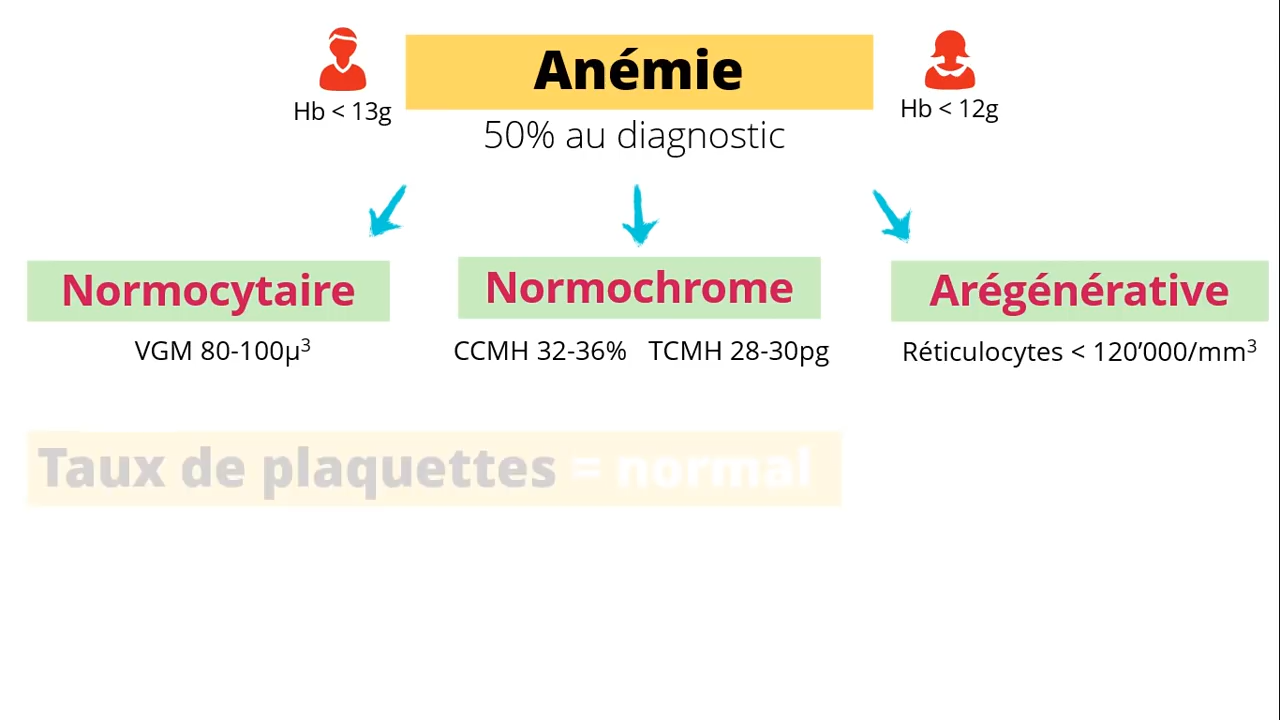 Anémie
Hb < 13g
Hb < 12g
50% au diagnostic
Normocytaire
Normochrome
Arégénérative
VGM 80-100µ³
CCMH 32-36% TCMH 28-30pg
Réticulocytes < 120’000/mm³
Taux de plaquettes = normal